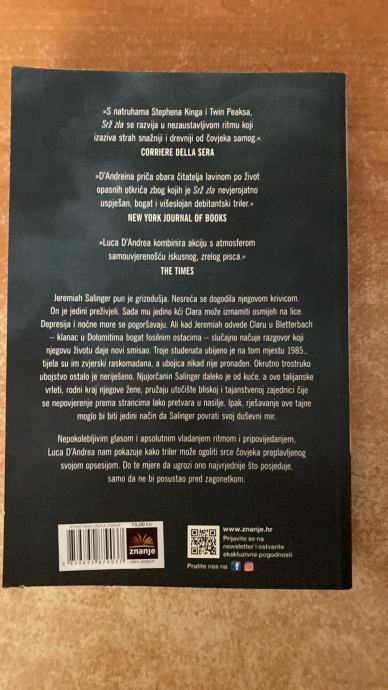 »S natruhama Stephena Kinga i Twin Peaksa,
Srž zla se razvija u nezaustavljivom ritmu koji
izaziva strah snažniji i drevniji od čovjeka samog.«
CORRIERE DELLA SERA
»D'Andreina priča obara čitatelja lavinom po život
opasnih otkrića zbog kojih je Srž zla nevjerojatno
uspješan, bogat i višeslojan debitantski triler.«
NEW YORK JOURNAL OF BOOKS
»Luca D'Andrea kombinira akciju s atmosferom
samouvjerenošću iskusnog, zrelog pisca.«
THE TIMES
Jeremiah Salinger pun je grizodušja. Nesreća se dogodila njegovom krivicom.
On je jedini preživjeli. Sada mu jedino kći Clara može izmamiti osmijeh na lice.
Depresija i noćne more se pogoršavaju. Ali kad Jeremiah odvede Claru u Bletterbach
– klanac u Dolomitima bogat fosilnim ostacima – slučajno načuje razgovor koji
njegovu životu daje novi smisao. Troje studenata ubijeno je na tom mjestu 1985.,
tijela su im zvjerski raskomadana, a ubojica nikad nije pronađen. Okrutno trostruko
ubojstvo ostalo je neriješeno. Njujorčanin Salinger daleko je od kuće, a ove talijanske
vrleti, rodni kraj njegove žene, pružaju utočište bliskoj i tajanstvenoj zajednici čije
se nepovjerenje prema strancima lako pretvara u nasilje. Ipak, rješavanje ove tajne
moglo bi biti jedini način da Salinger povrati svoj duševni mir.
Nepokolebljivim glasom i apsolutnim vladanjem ritmom i pripovijedanjem,
Luca D'Andrea nam pokazuje kako triler može ogoliti srce čovjeka preplavljenog
svojom opsesijom. Do te mjere da ugrozi ono najvrjednije što posjeduje,
samo da ne bi posustao pred zagonetkom.
znanje
www.znanje.hr
Prijavite se na
newsletter i ostvarite
ekskluzivne pogodnosti
Pratite nas na